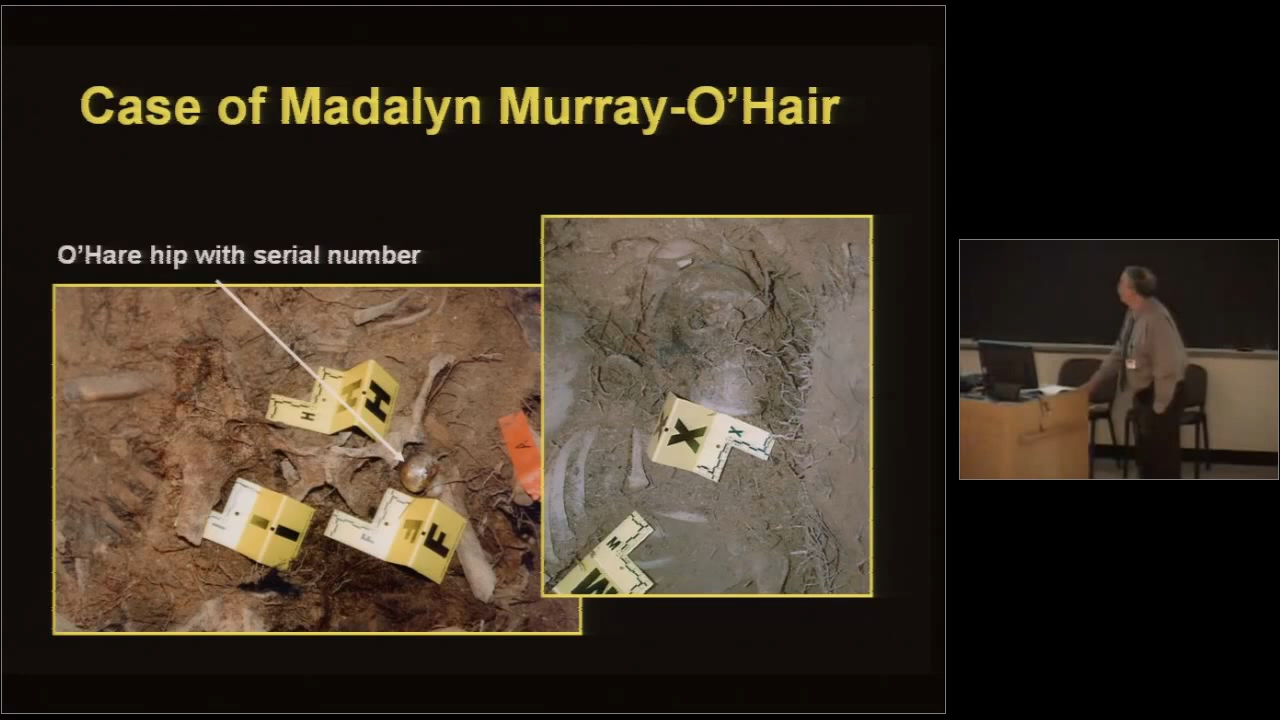 Case of Madalyn Murray-O’Hair
O’Hare hip with serial number
H
H
I
F
F
A
X
X
M
M